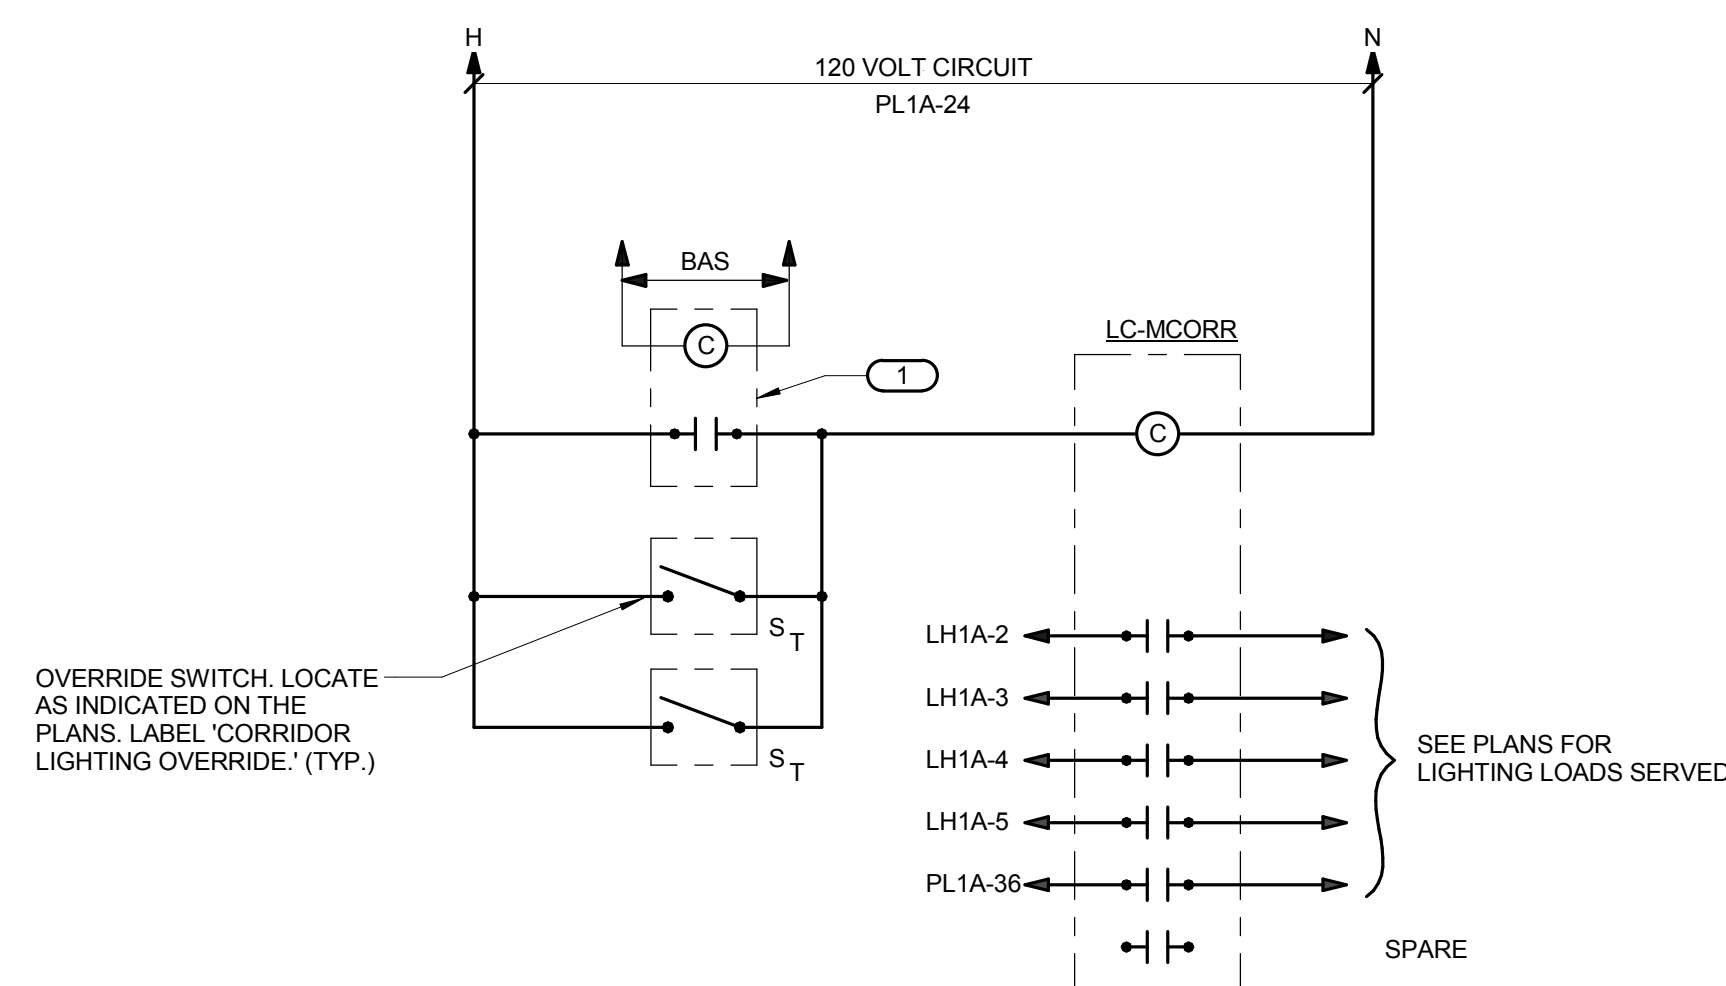 H
N
120 VOLT CIRCUIT
PL1A-24
BAS
C
LC-MCORR
1
C
S T
OVERRIDE SWITCH. LOCATE
AS INDICATED ON THE
PLANS. LABEL 'CORRIDOR
LIGHTING OVERRIDE.' (TYP.)
S T
LH1A-2
LH1A-3
LH1A-4
LH1A-5
PL1A-36
SEE PLANS FOR
LIGHTING LOADS SERVED
SPARE